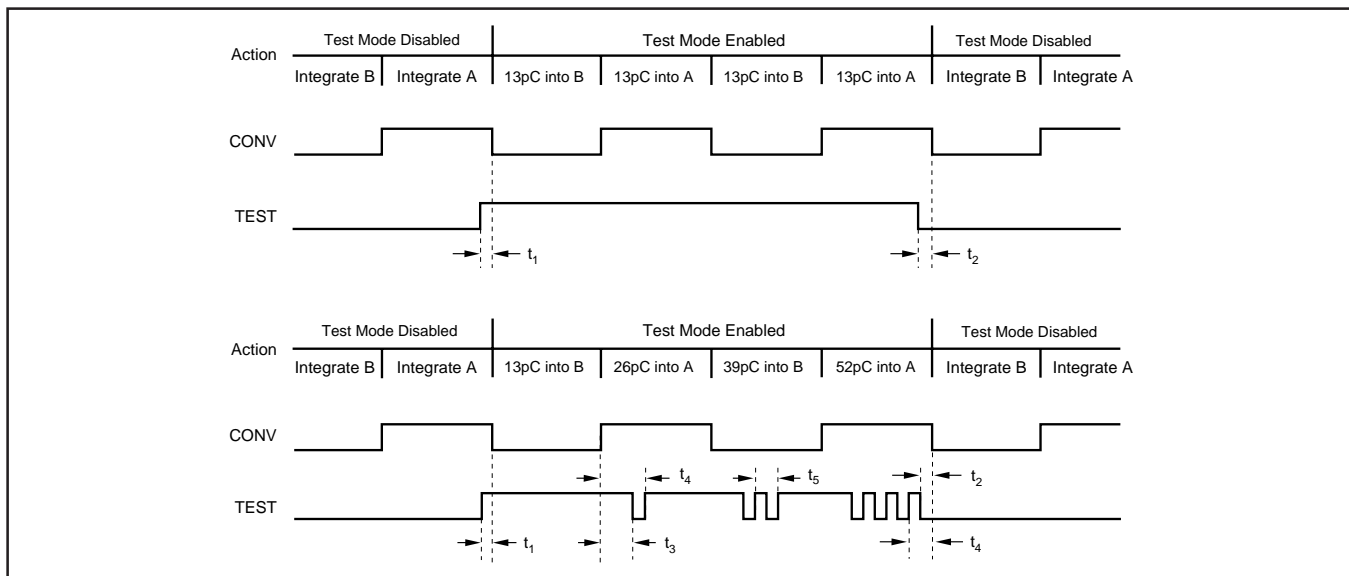 Test Mode Disabled Test Mode Enabled Test Mode Disabled
Action
Integrate B Integrate A 13pC into B 13pC into A 13pC into B 13pC into A Integrate B Integrate A
CONV
TEST
t1 t2
Test Mode Disabled Test Mode Enabled Test Mode Disabled
Action
Integrate B Integrate A 13pC into B 26pC into A 39pC into B 52pC into A Integrate B Integrate A
CONV
t4 t5 t2
TEST
t1 t3 t4